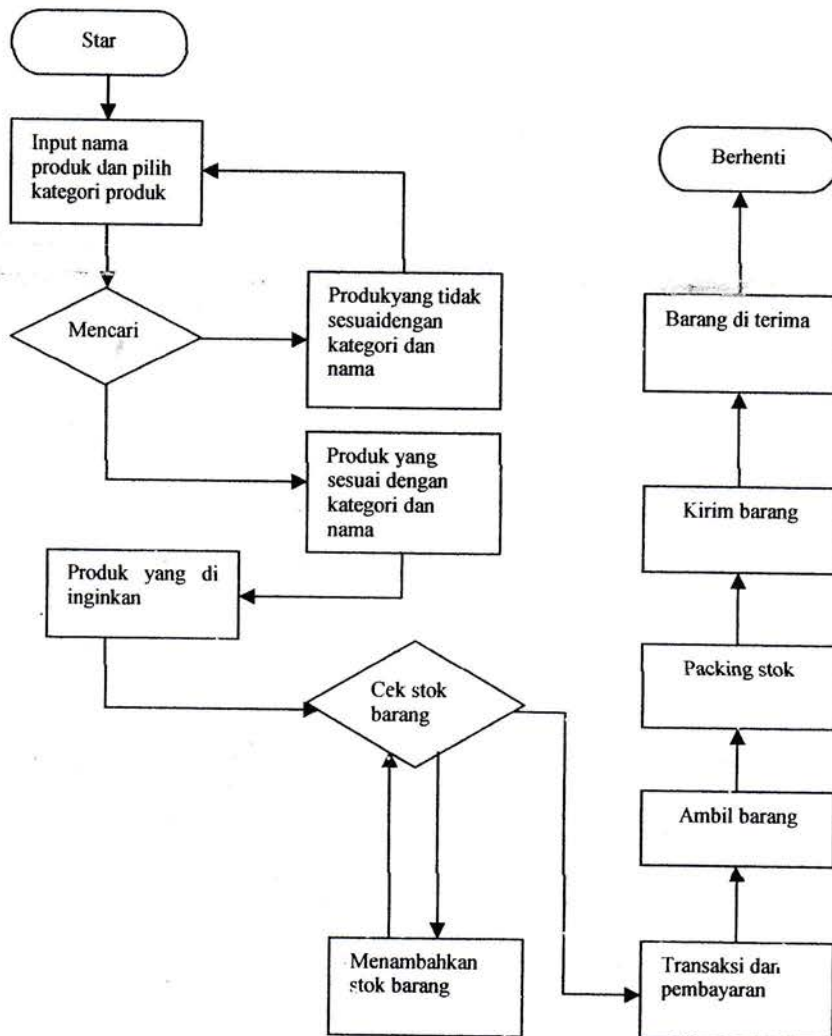 Star
Input nama
produk dan pilih
kategori produk
Mencari
Produkyang tidak
sesuaidengan
kategori dan
nama
Produk yang
sesuai dengan
kategori dan
nama
Produk yang di
inginkan
Cek stok
barang
Menambahkan
stok barang
Transaksi dan
pembayaran
Ambil barang
Packing stok
Kirim barang
Barang di terima
Berhenti